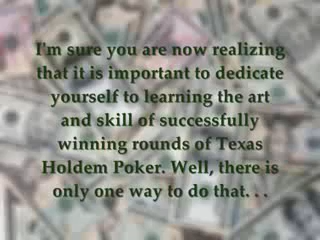 I'm sure you are now realizing
that it is important to dedicate
yourself to learning the art
and skill of successfully
winning rounds of Texas
Holdem Poker. Well, there is
only one way to do that. . .